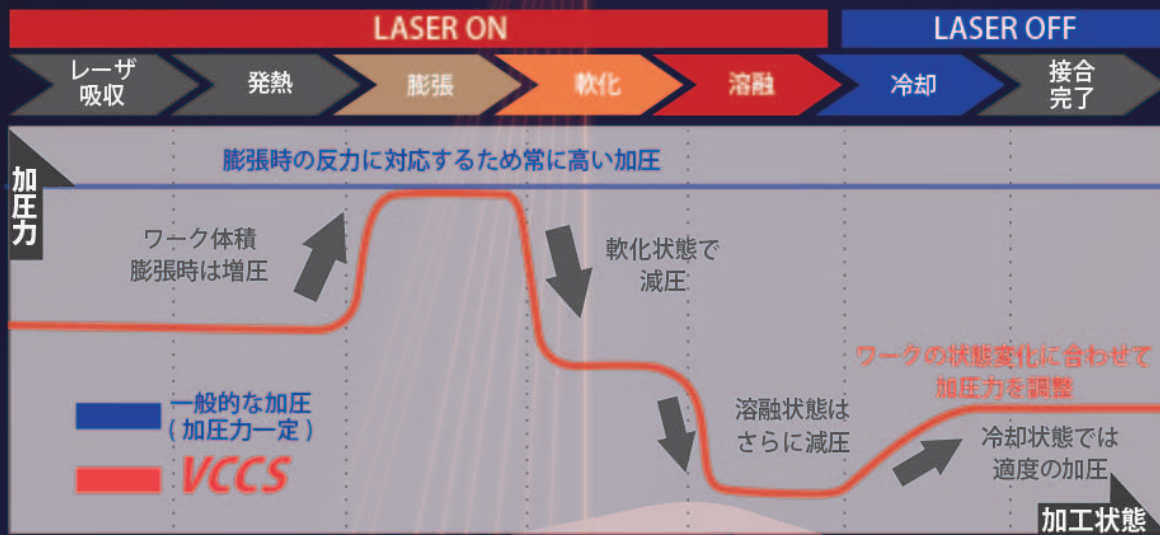 LASER ON
LASER OFF
レーザ
吸収
発熱
膨張
軟化
溶融
冷却
接合
完了
加圧力
膨張時の反力に対応するため常に高い加圧
ワーク体積
膨張時は増圧
軟化状態で
減圧
ワークの状態変化に合わせて
加圧力を調整
一般的な加圧
(加圧力一定)
VCCS
溶融状態は
さらに減圧
冷却状態では
適度の加圧
加工状態